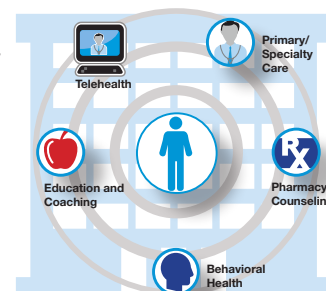 Primary/
Specialty
Care
Telehealth
Rx
Education and
Coaching
Pharmacy
Counselin
Behavioral
Health